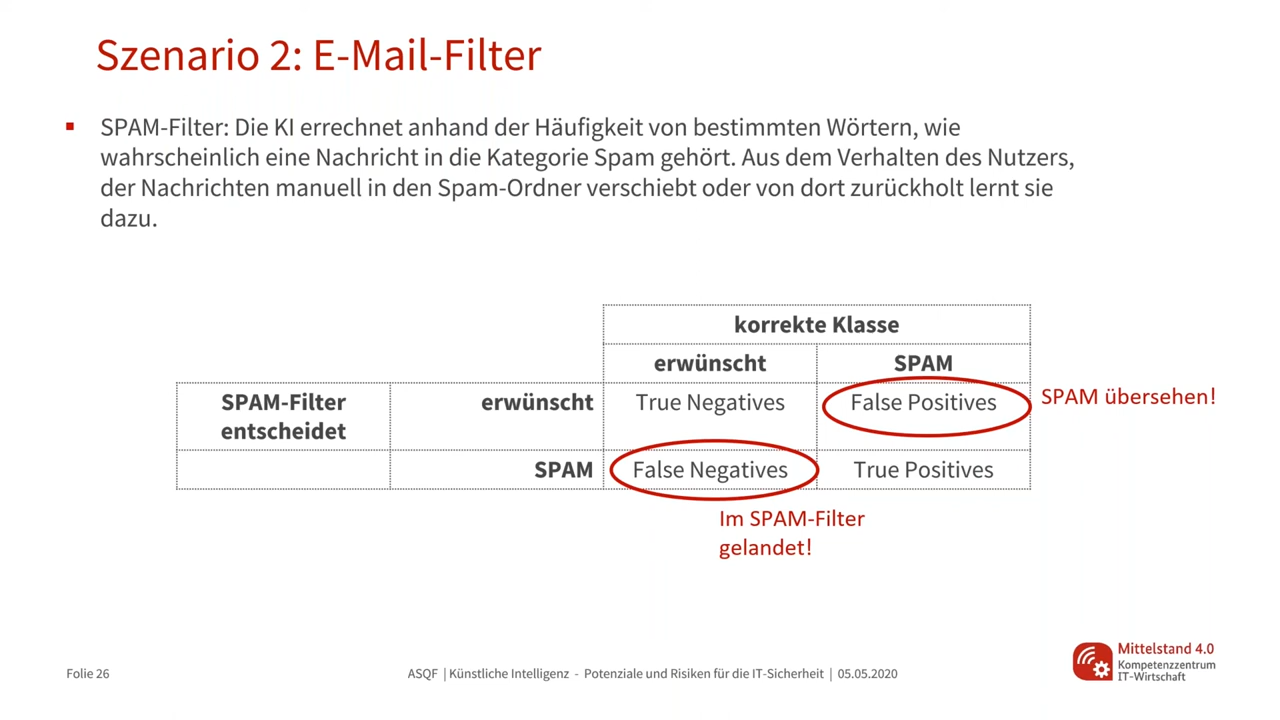 Szenario 2: E-Mail-Filter
SPAM-Filter: Die KI errechnet anhand der Häufigkeit von bestimmten Wörtern, wie
wahrscheinlich eine Nachricht in die Kategorie Spam gehört. Aus dem Verhalten des Nutzers,
der Nachrichten manuell in den Spam-Ordner verschiebt oder von dort zurückholt lernt sie
dazu.
korrekte Klasse
erwünscht SPAM
SPAM-Filter entscheidet erwünscht True Negatives False Positives SPAM übersehen!
SPAM False Negatives True Positives
Im SPAM-Filter
gelandet!
Folie 26
ASQF | Künstliche Intelligenz - Potenziale und Risiken für die IT-Sicherheit | 05.05.2020
Mittelstand 4.0
Kompetenzzentrum
IT-Wirtschaft